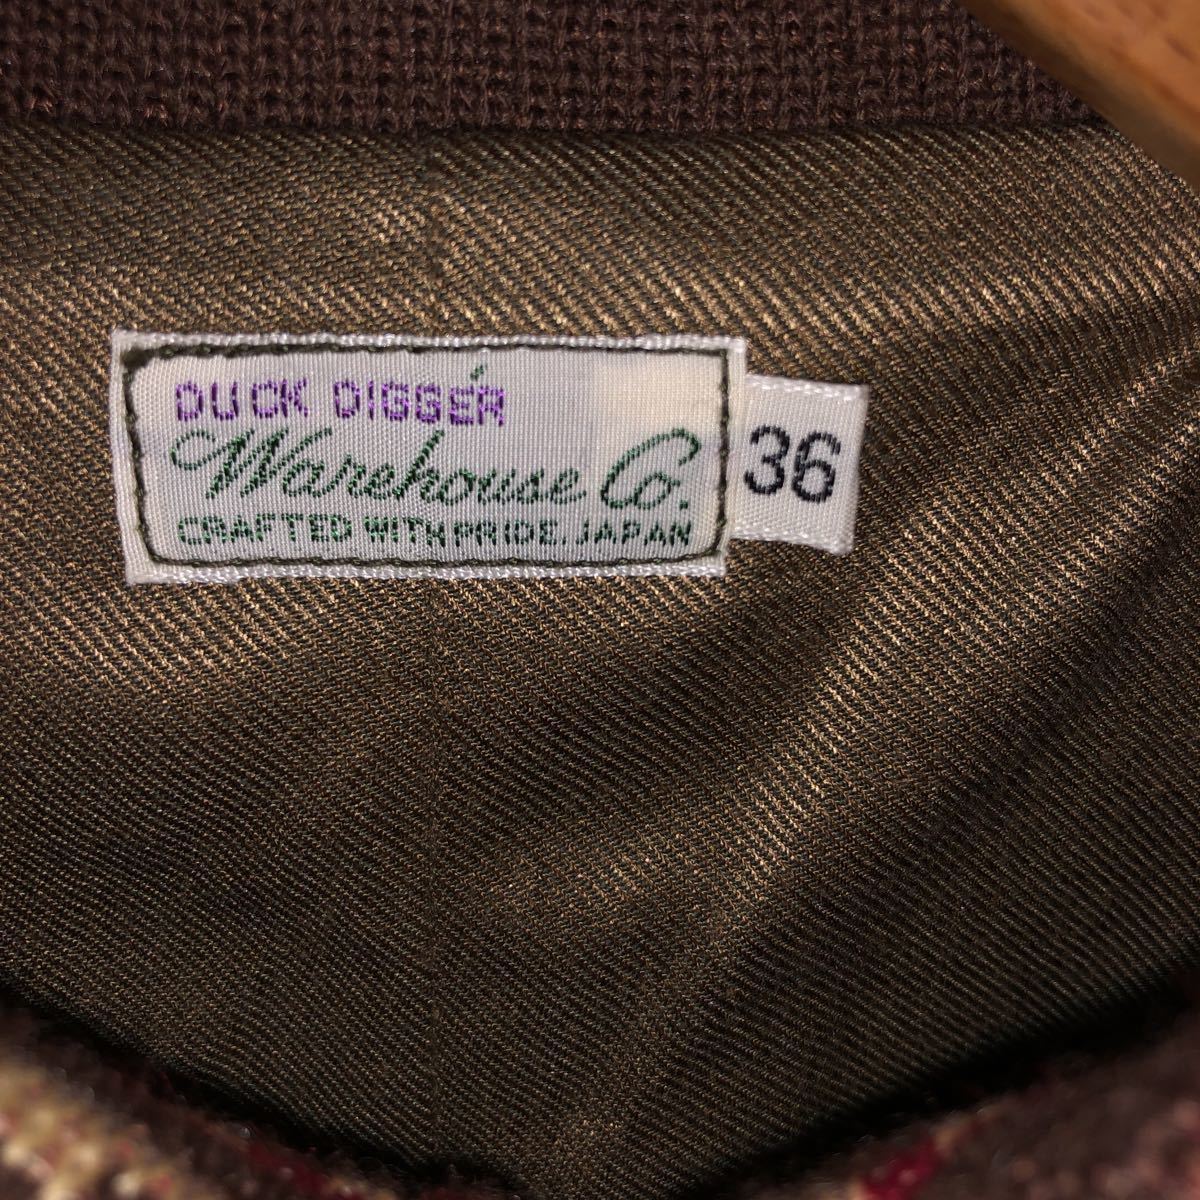 DUCK DIGGER
Warehouse Co.
CRAFTED WITH PRIDE. JAPAN
36